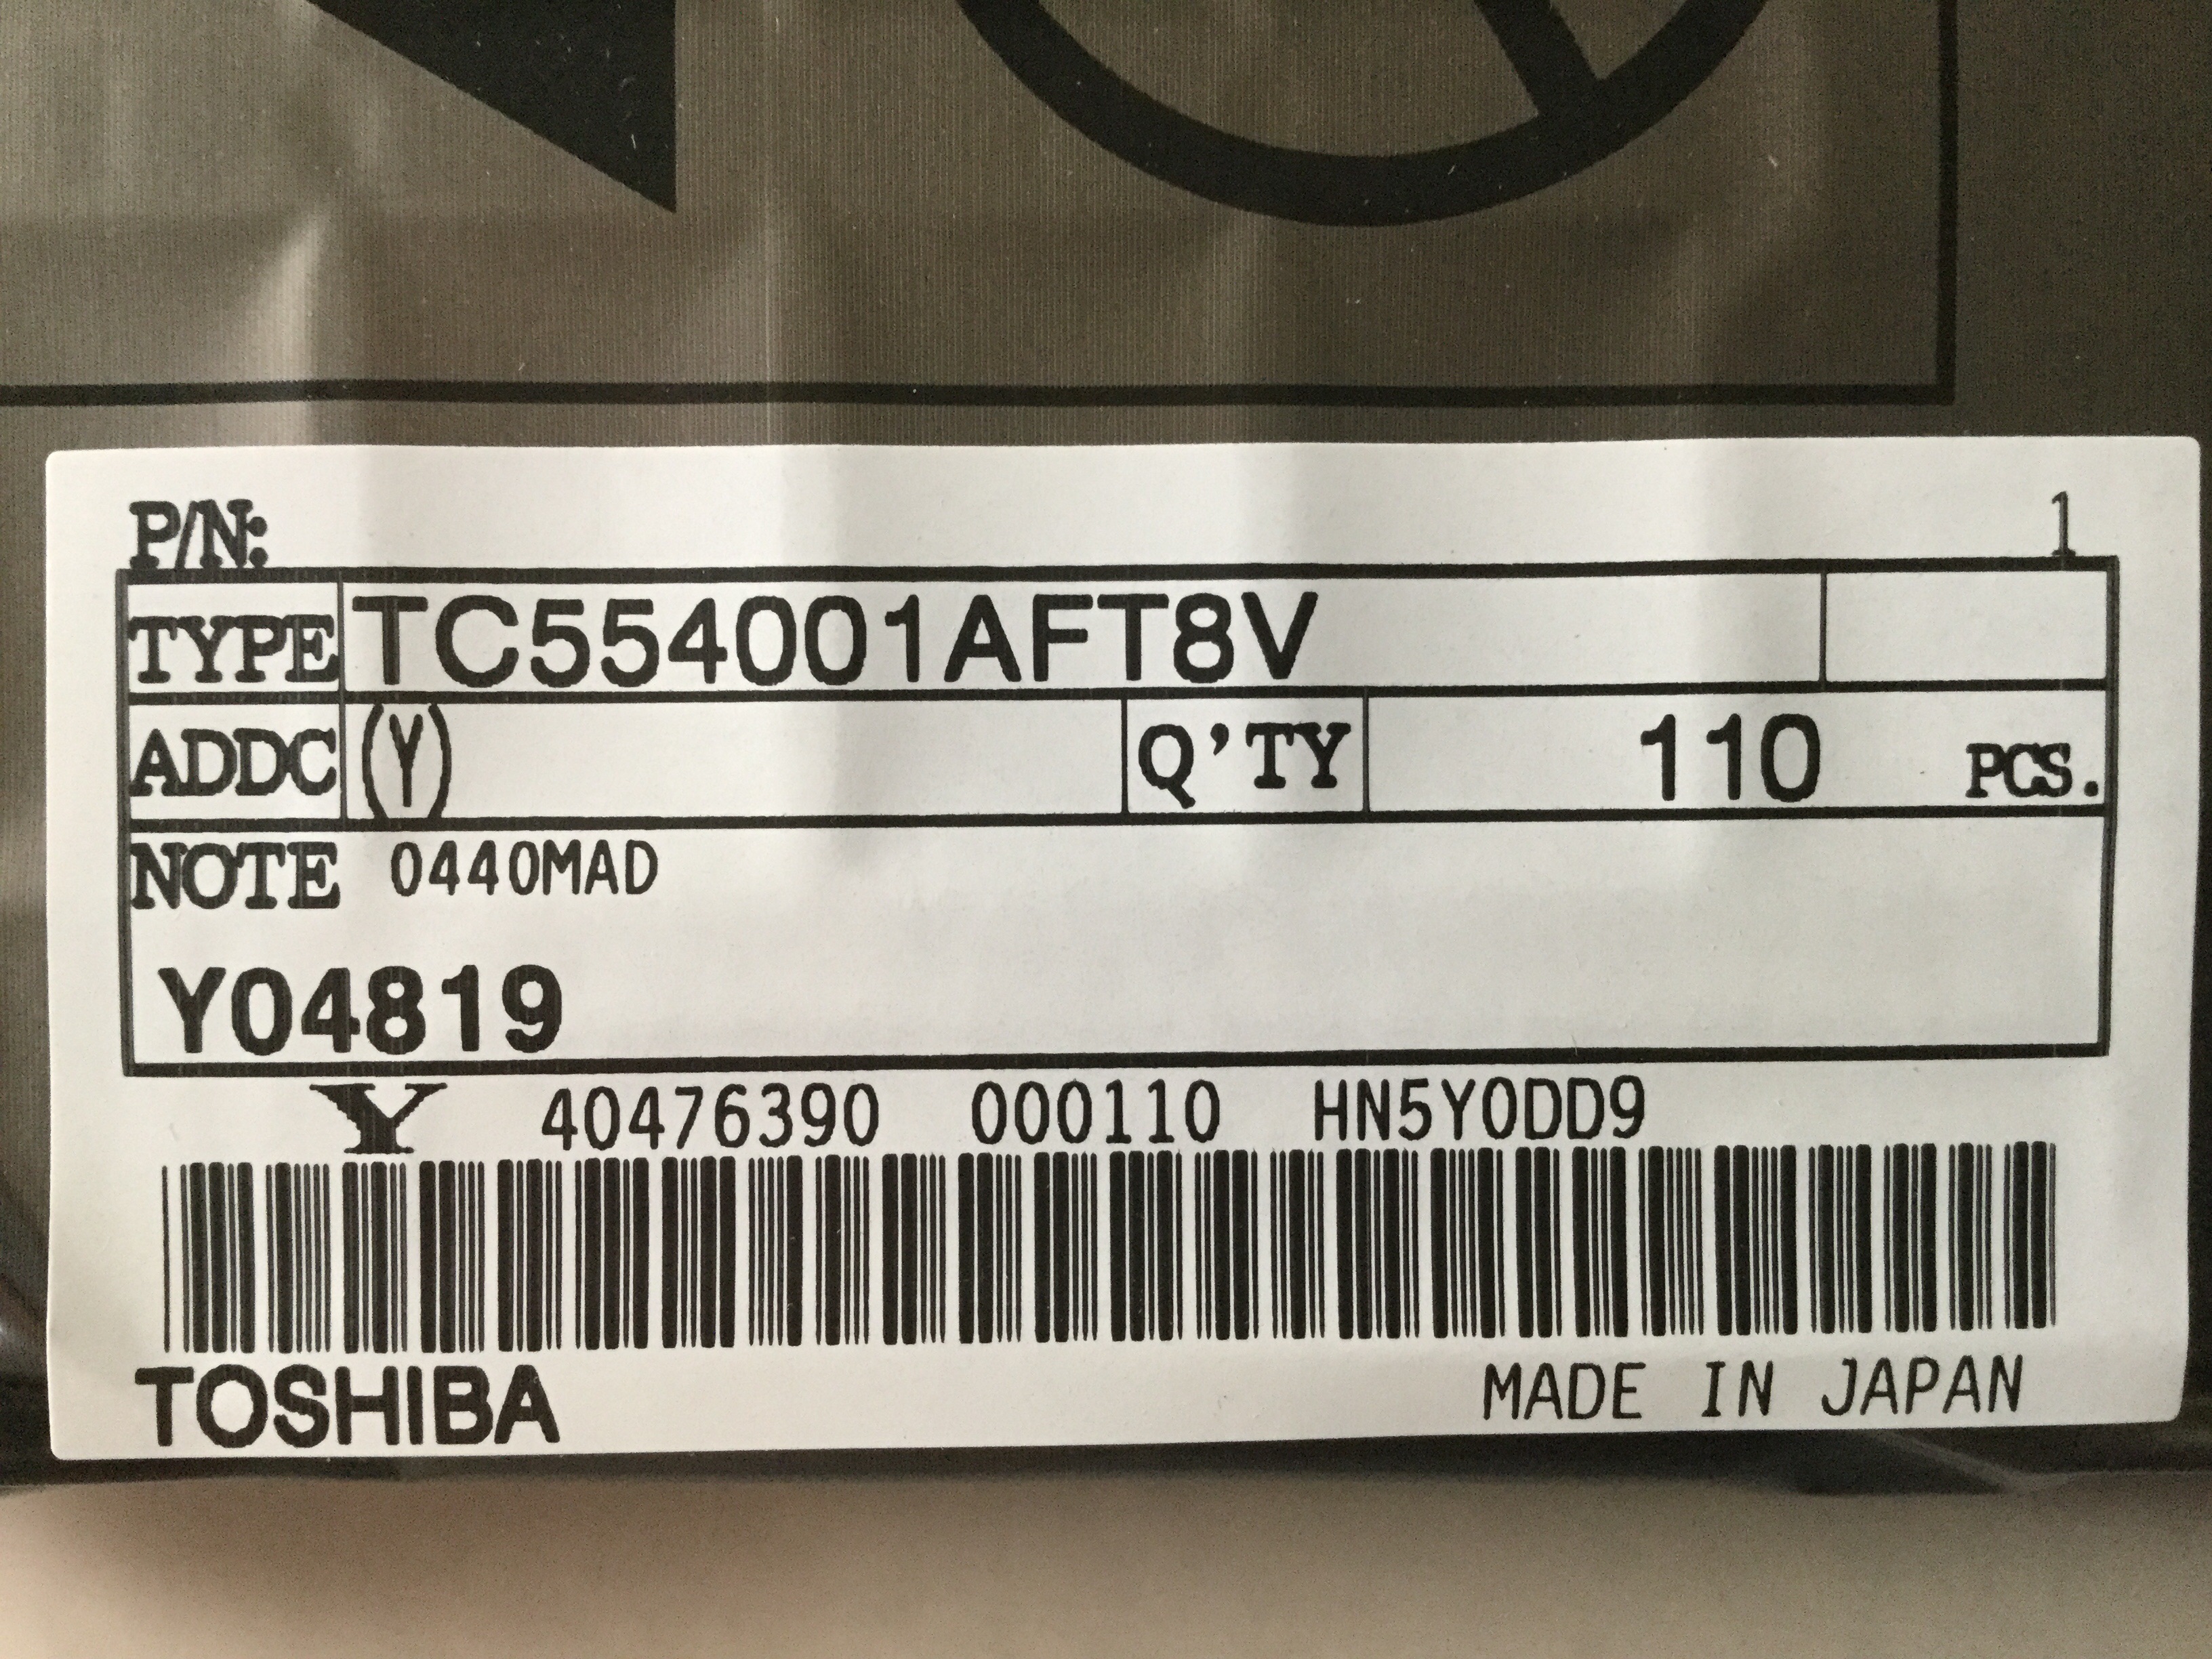 P/N: 1
TYPE TC554001AFT8V
ADDC (Y) Q'TY 110 PCS.
NOTE 0440MAD
Y04819
Y 40476390 000110 HN5Y0DD9
TOSHIBA MADE IN JAPAN